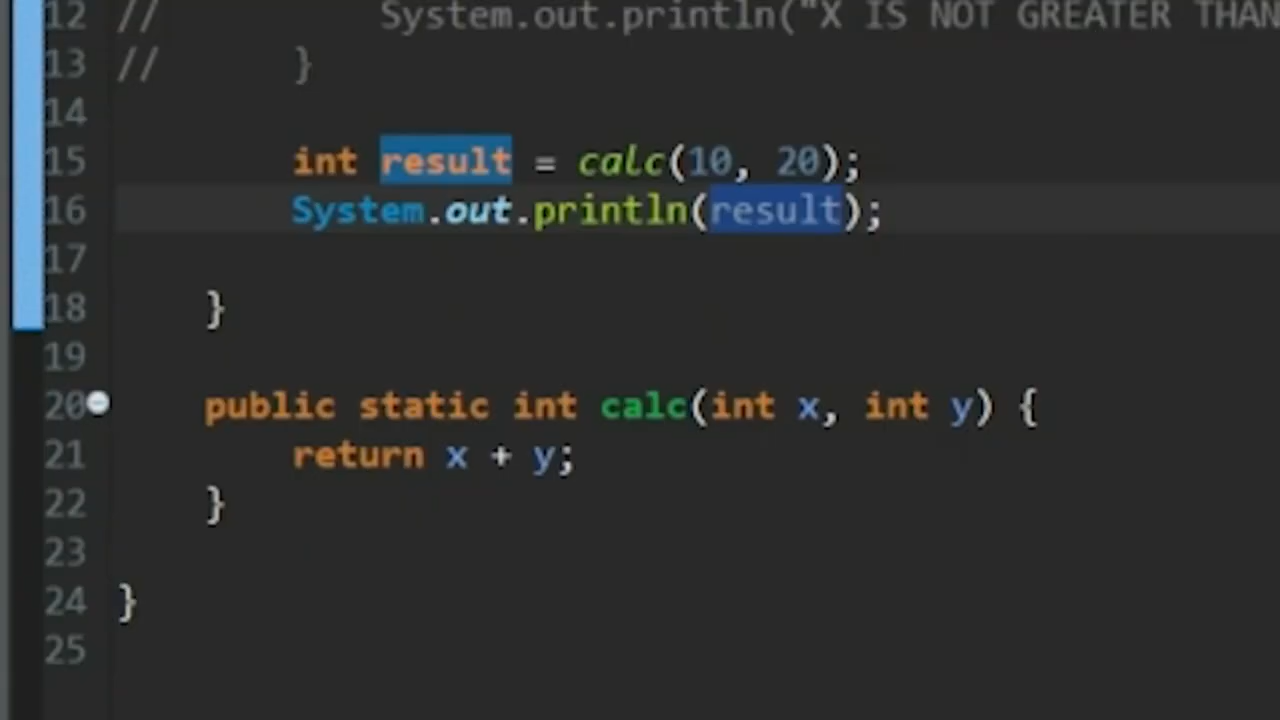 12 // System.out.println("X IS NOT GREATER THAN
13 // }
14
15 int result = calc(10, 20);
16 System.out.println(result);
17
18 }
19
20 public static int calc(int x, int y) {
21 return x + y;
22 }
23
24 }
25